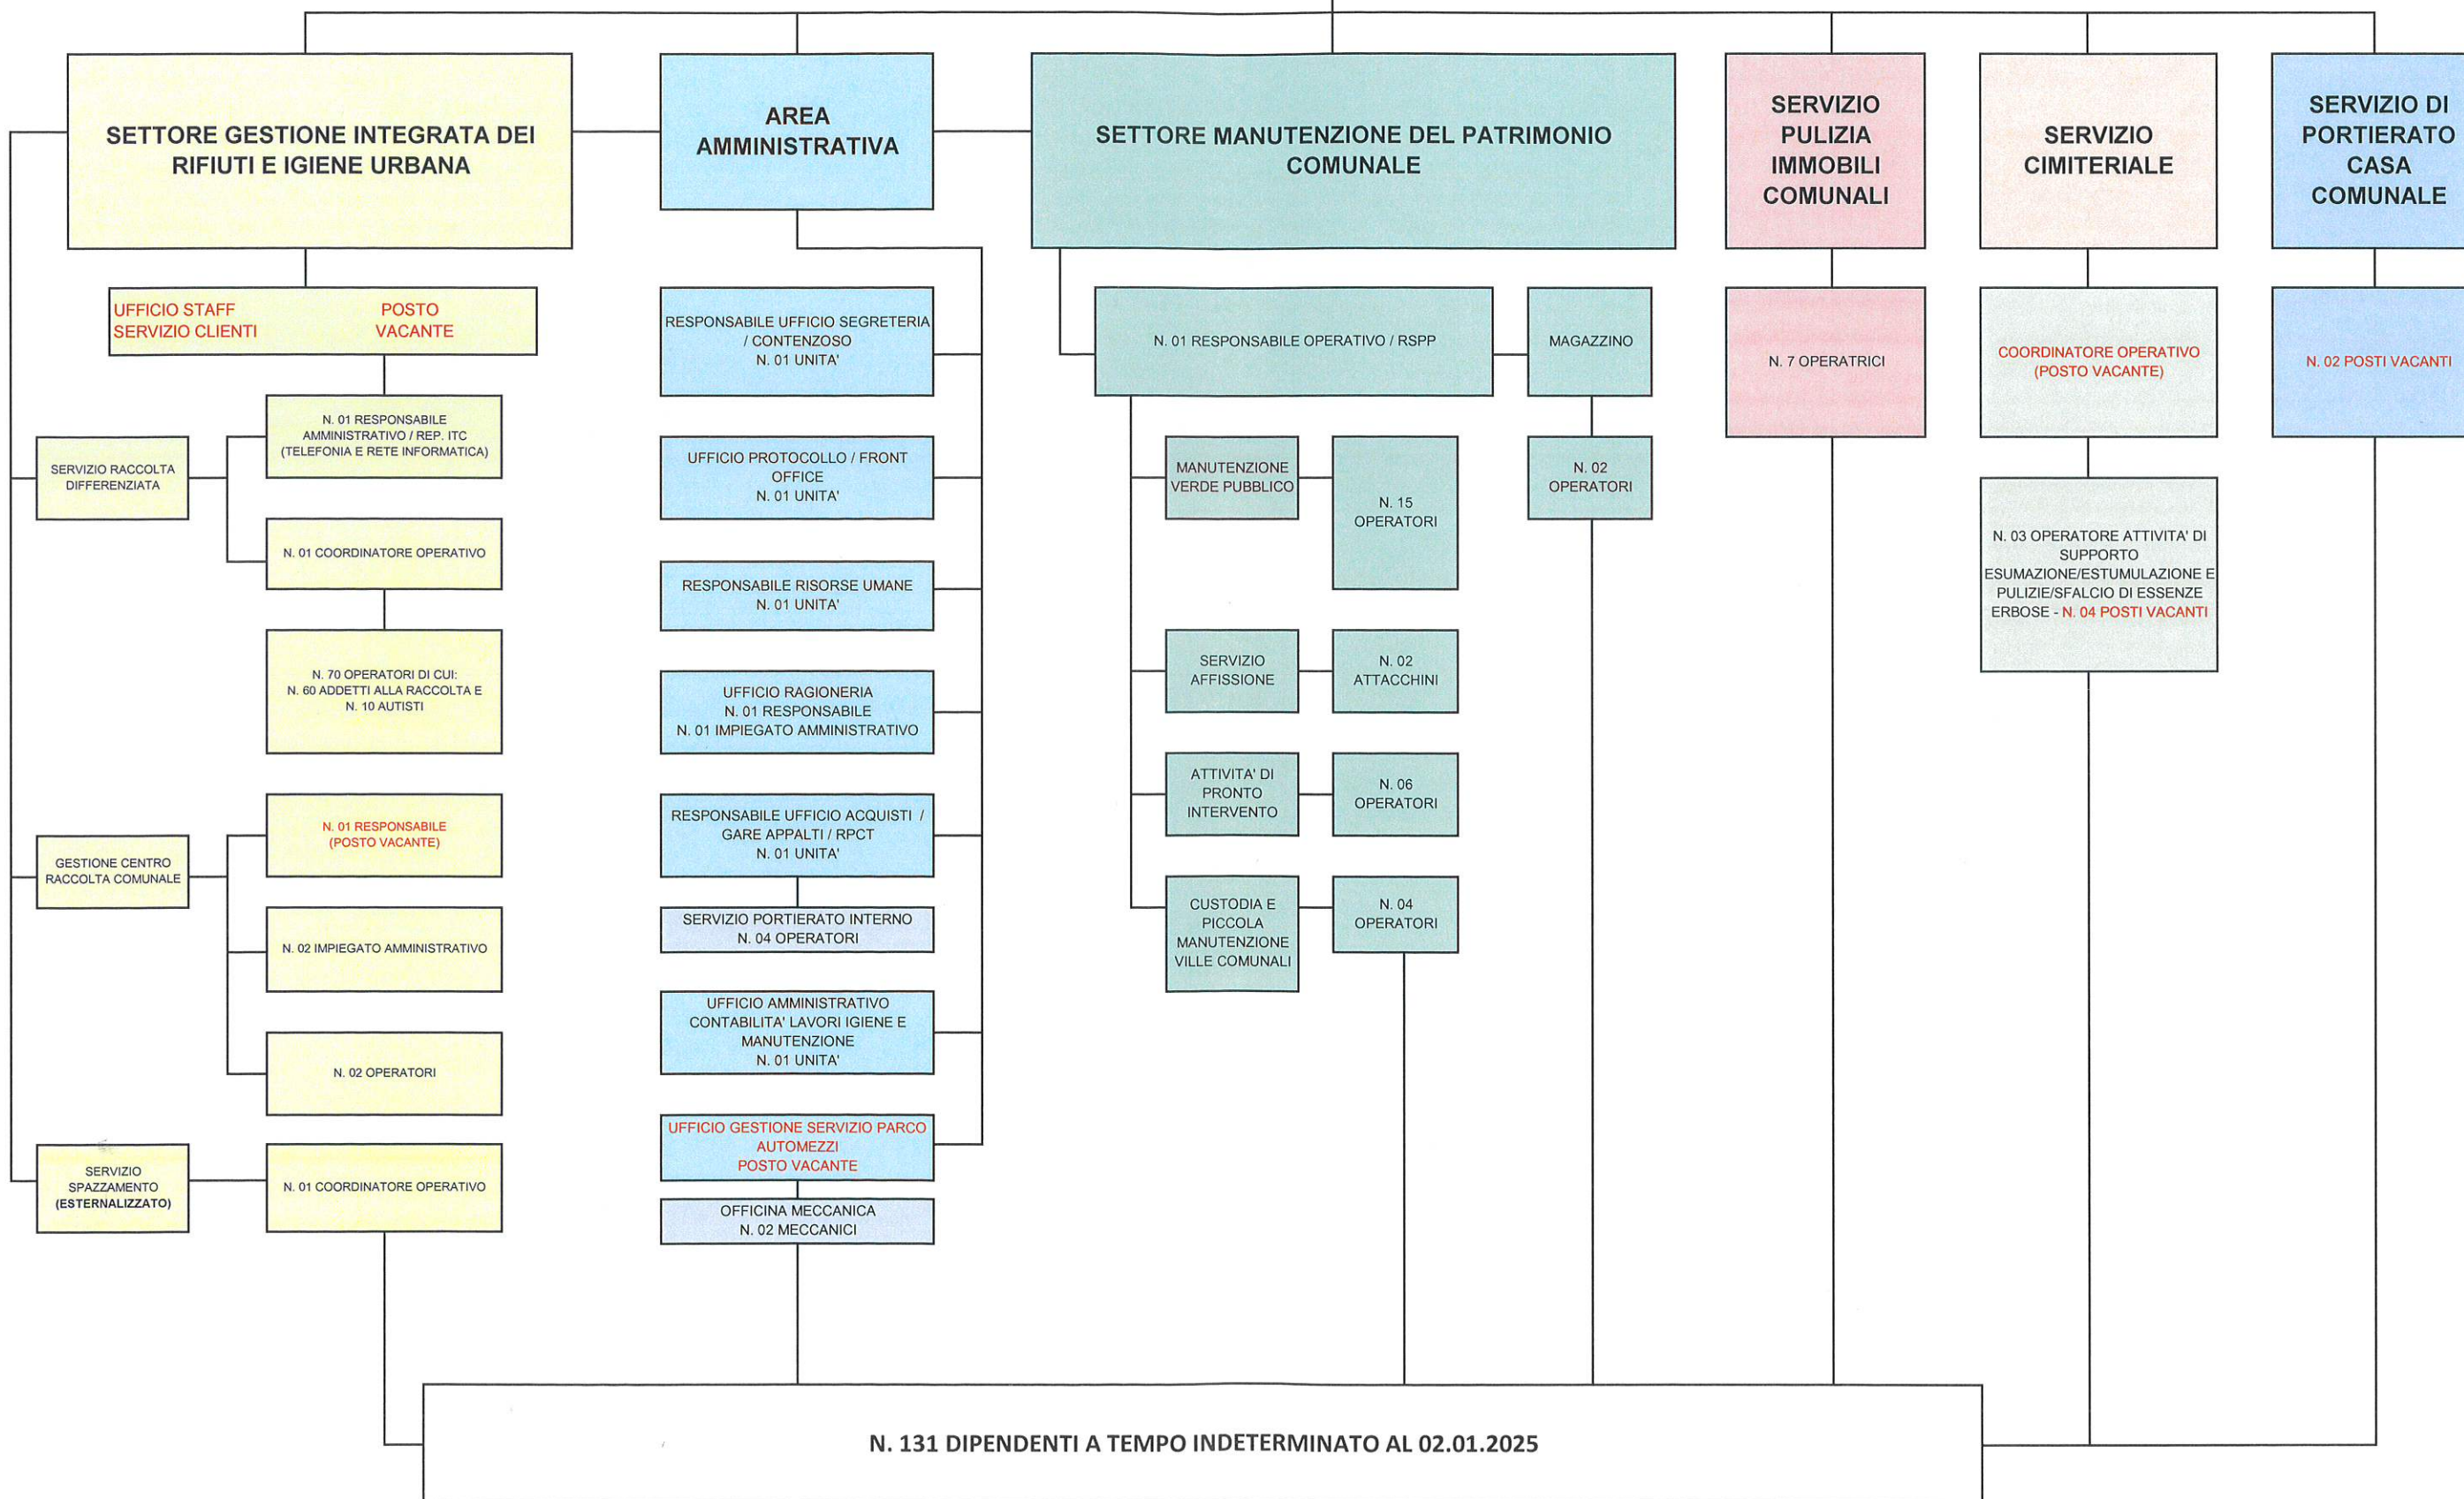 SETTORE GESTIONE INTEGRATA DEI
RIFIUTI E IGIENE URBANA
AREA
AMMINISTRATIVA
SETTORE MANUTENZIONE DEL PATRIMONIO
COMUNALE
SERVIZIO
PULIZIA
IMMOBILI
COMUNALI
SERVIZIO
CIMITERIALE
SERVIZIO DI
PORTIERATO
CASA
COMUNALE
UFFICIO STAFF POSTO
SERVIZIO CLIENTI VACANTE
N. 01 RESPONSABILE
AMMINISTRATIVO / REP. ITC
(TELEFONIA E RETE INFORMATICA)
SERVIZIO RACCOLTA
DIFFERENZIATA
N. 01 COORDINATORE OPERATIVO
N. 70 OPERATORI DI CUI:
N. 60 ADDETTI ALLA RACCOLTA E
N. 10 AUTISTI
N. 01 RESPONSABILE
(POSTO VACANTE)
GESTIONE CENTRO
RACCOLTA COMUNALE
N. 02 IMPIEGATO AMMINISTRATIVO
N. 02 OPERATORI
SERVIZIO
SPAZZAMENTO
(ESTERNALIZZATO)
N. 01 COORDINATORE OPERATIVO
RESPONSABILE UFFICIO SEGRETERIA
/ CONTENZOSO
N. 01 UNITA'
UFFICIO PROTOCOLLO / FRONT
OFFICE
N. 01 UNITA'
RESPONSABILE RISORSE UMANE
N. 01 UNITA'
UFFICIO RAGIONERIA
N. 01 RESPONSABILE
N. 01 IMPIEGATO AMMINISTRATIVO
RESPONSABILE UFFICIO ACQUISTI /
GARE APPALTI / RPCT
N. 01 UNITA'
SERVIZIO PORTIERATO INTERNO
N. 04 OPERATORI
UFFICIO AMMINISTRATIVO
CONTABILITA' LAVORI IGIENE E
MANUTENZIONE
N. 01 UNITA'
UFFICIO GESTIONE SERVIZIO PARCO
AUTOMEZZI
POSTO VACANTE
OFFICINA MECCANICA
N. 02 MECCANICI
N. 01 RESPONSABILE OPERATIVO / RSPP
MAGAZZINO
MANUTENZIONE
VERDE PUBBLICO
N. 15
OPERATORI
N. 02
OPERATORI
SERVIZIO
AFFISSIONE
N. 02
ATTACCHINI
ATTIVITA' DI
PRONTO
INTERVENTO
N. 06
OPERATORI
CUSTODIA E
PICCOLA
MANUTENZIONE
VILLE COMUNALI
N. 04
OPERATORI
N. 7 OPERATRICI
COORDINATORE OPERATIVO
(POSTO VACANTE)
N. 03 OPERATORE ATTIVITA' DI
SUPPORTO
ESUMAZIONE/ESTUMULAZIONE E
PULIZIE/SFALCIO DI ESSENZE
ERBOSE - N. 04 POSTI VACANTI
N. 02 POSTI VACANTI
N. 131 DIPENDENTI A TEMPO INDETERMINATO AL 02.01.2025